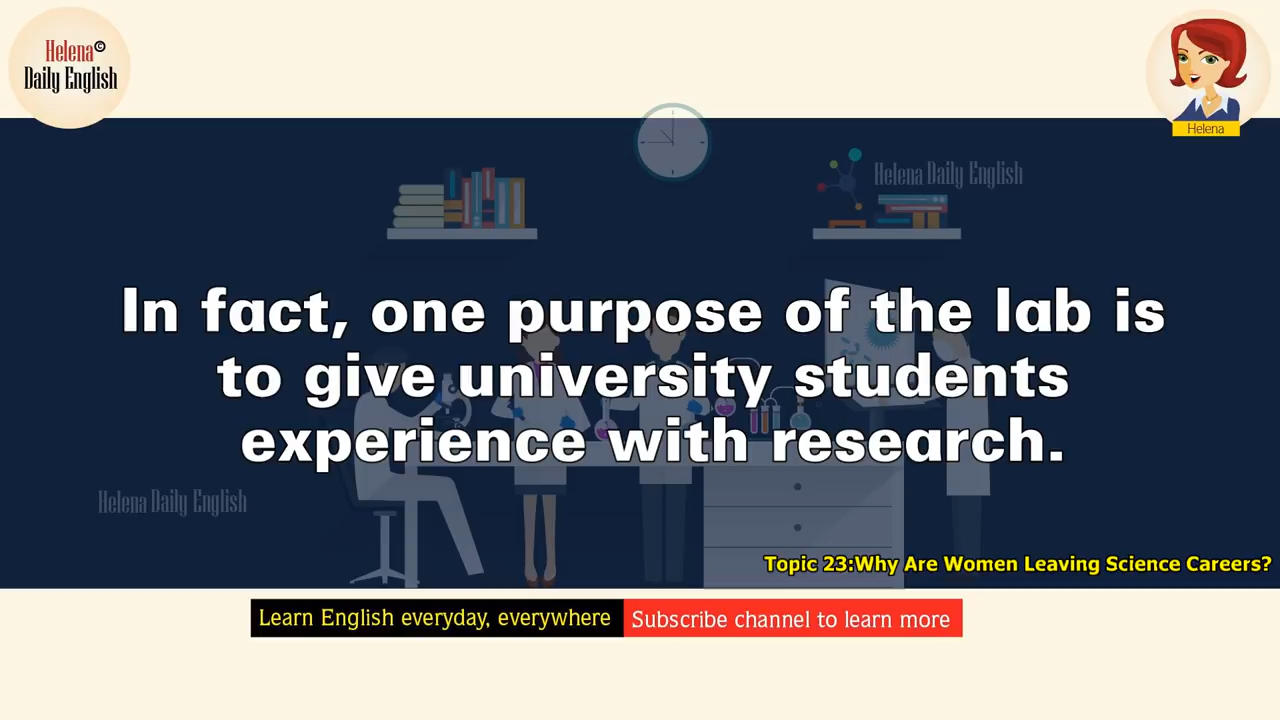 Helena©
Daily English
Helena
Helena Daily English
In fact, one purpose of the lab is
to give university students
experience with research.
Helena Daily English
Topic 23:Why Are Women Leaving Science Careers?
Learn English everyday, everywhere
Subscribe channel to learn more